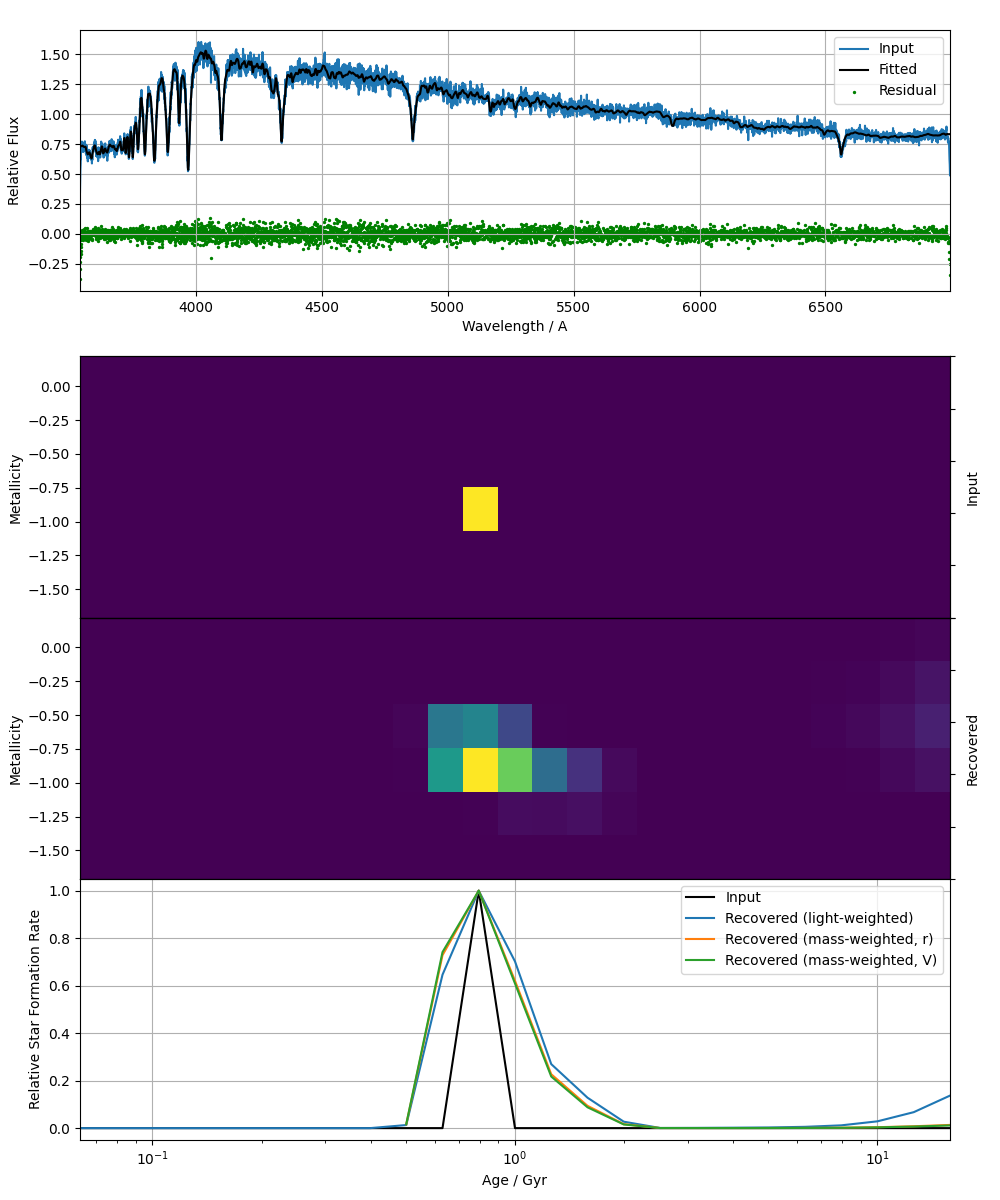 1.50
1.25
1.00
0.75
0.50
0.25
0.00
−0.25
Relative Flux
Input
Fitted
Residual
4000 4500 5000 5500 6000 6500
Wavelength / A
0.00
−0.25
−0.50
−0.75
−1.00
−1.25
−1.50
Metallicity
Input
0.00
−0.25
−0.50
−0.75
−1.00
−1.25
−1.50
Metallicity
Recovered
1.0
0.8
0.6
0.4
0.2
0.0
Relative Star Formation Rate
Input
Recovered (light-weighted)
Recovered (mass-weighted, r)
Recovered (mass-weighted, V)
10⁻¹ 10⁰ 10¹
Age / Gyr